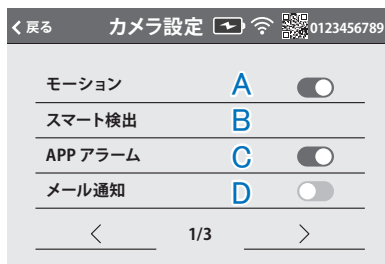 戻る カメラ設定 0123456789
モーション A
スマート検出 B
APP アラーム C
メール通知 D
1/3